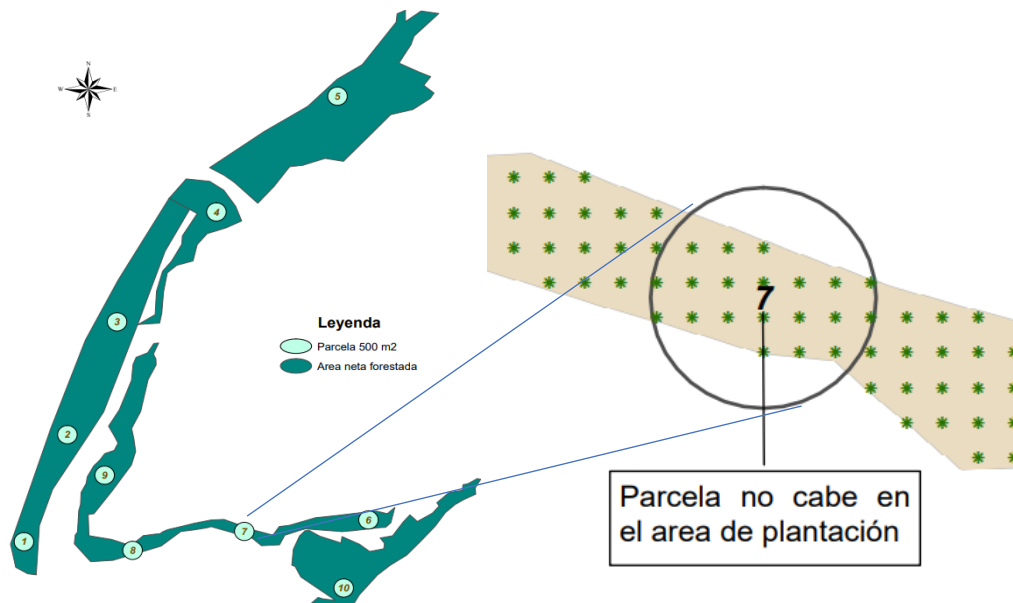 N
W E
S
5
4
3
Leyenda
Parcela 500 m2
Area neta forestada
2
9
1
8
7
6
10
7
Parcela no cabe en
el area de plantación